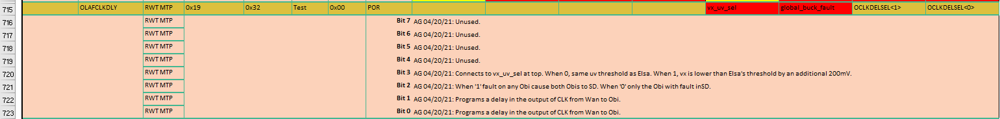 715 OLAFCLKDLY RWT MTP 0x19 0x32 Test 0x00 POR vx_uv_sel global_buck_fault OCLKDELSEL<1> OCLKDELSEL<0>
716 RWT MTP Bit 7 AG 04/20/21: Unused.
717 RWT MTP Bit 6 AG 04/20/21: Unused.
718 RWT MTP Bit 5 AG 04/20/21: Unused.
719 RWT MTP Bit 4 AG 04/20/21: Unused.
720 RWT MTP Bit 3 AG 04/20/21: Connects to vx_uv_sel at top. When 0, same uv threshold as Elsa. When 1, vx is lower than Elsa's threshold by an additional 200mV.
721 RWT MTP Bit 2 AG 04/20/21: When '1' fault on any Obi cause both Obis to SD. When '0' only the Obi with fault inSD.
722 RWT MTP Bit 1 AG 04/20/21: Programs a delay in the output of CLK from Wan to Obi.
723 RWT MTP Bit 0 AG 04/20/21: Programs a delay in the output of CLK from Wan to Obi.